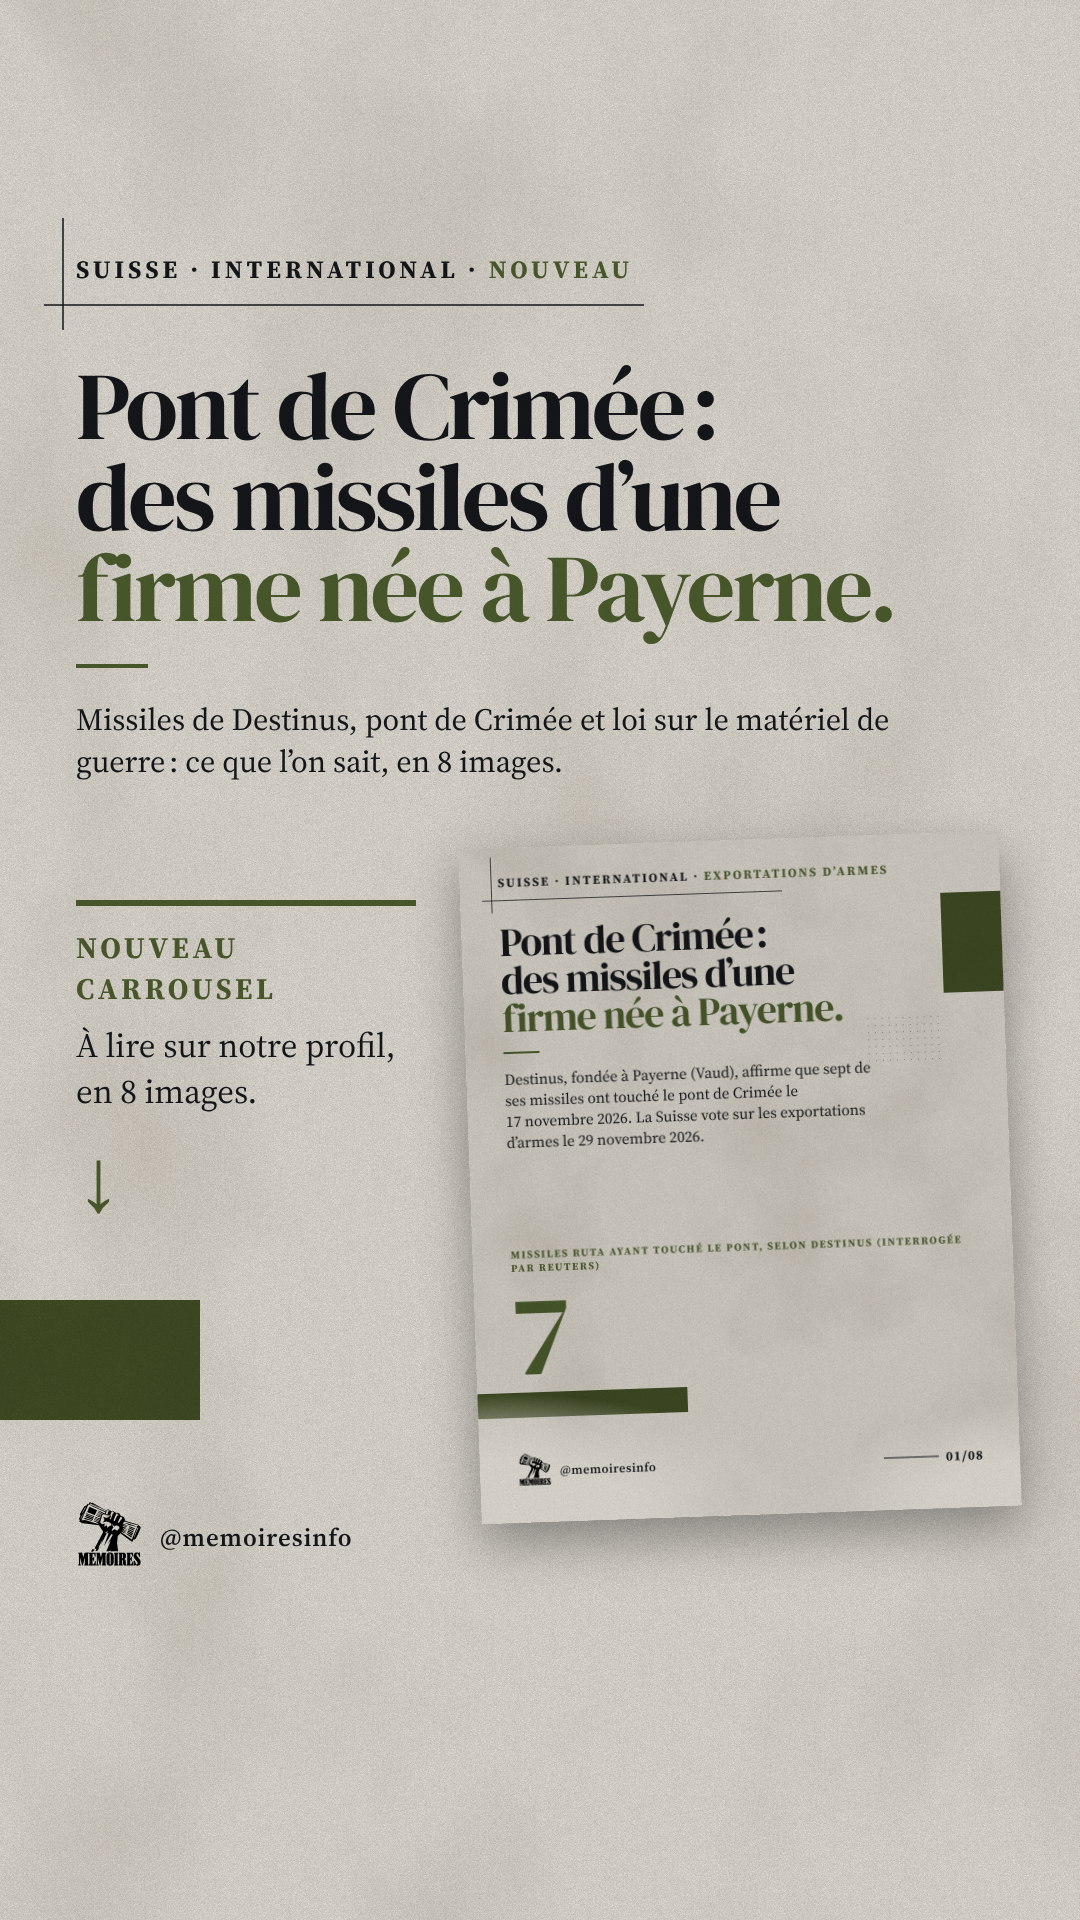 SUISSE · INTERNATIONAL · NOUVEAU
Pont de Crimée :
des missiles d’une
firme née à Payerne.
Missiles de Destinus, pont de Crimée et loi sur le matériel de
guerre : ce que l’on sait, en 8 images.
NOUVEAU
CARROUSEL
À lire sur notre profil,
en 8 images.
↓
SUISSE · INTERNATIONAL · EXPORTATIONS D’ARMES
Pont de Crimée :
des missiles d’une
firme née à Payerne.
Destinus, fondée à Payerne (Vaud), affirme que sept de
ses missiles ont touché le pont de Crimée le
17 novembre 2026. La Suisse vote sur les exportations
d’armes le 29 novembre 2026.
MISSILES RUTA AYANT TOUCHÉ LE PONT, SELON DESTINUS (INTERROGÉE
PAR REUTERS)
7
MÉMOIRES
@memoiresinfo
01/08
MÉMOIRES
@memoiresinfo